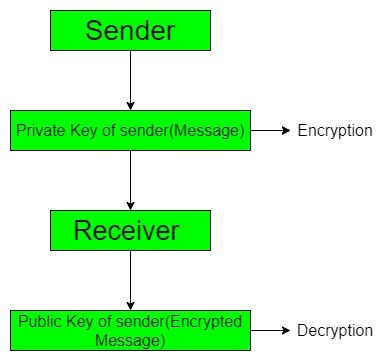 Sender
Private Key of sender(Message)
Encryption
Receiver
Public Key of sender(Encrypted
Message)
Decryption